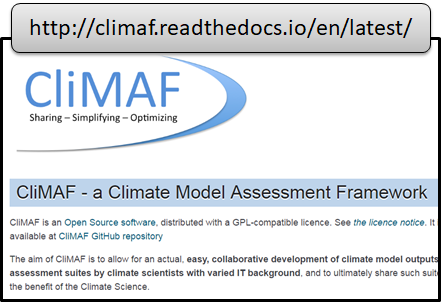 http://climaf.readthedocs.io/en/latest/
CliMAF
Sharing – Simplifying – Optimizing
CliMAF - a Climate Model Assessment Framework
CliMAF is an Open Source software, distributed with a GPL-compatible licence. See the licence notice. It
available at CliMAF GitHub repository
The aim of CliMAF is to allow for an actual, easy, collaborative development of climate model outputs
assessment suites by climate scientists with varied IT background, and to ultimately share such suite
the benefit of the Climate Science.